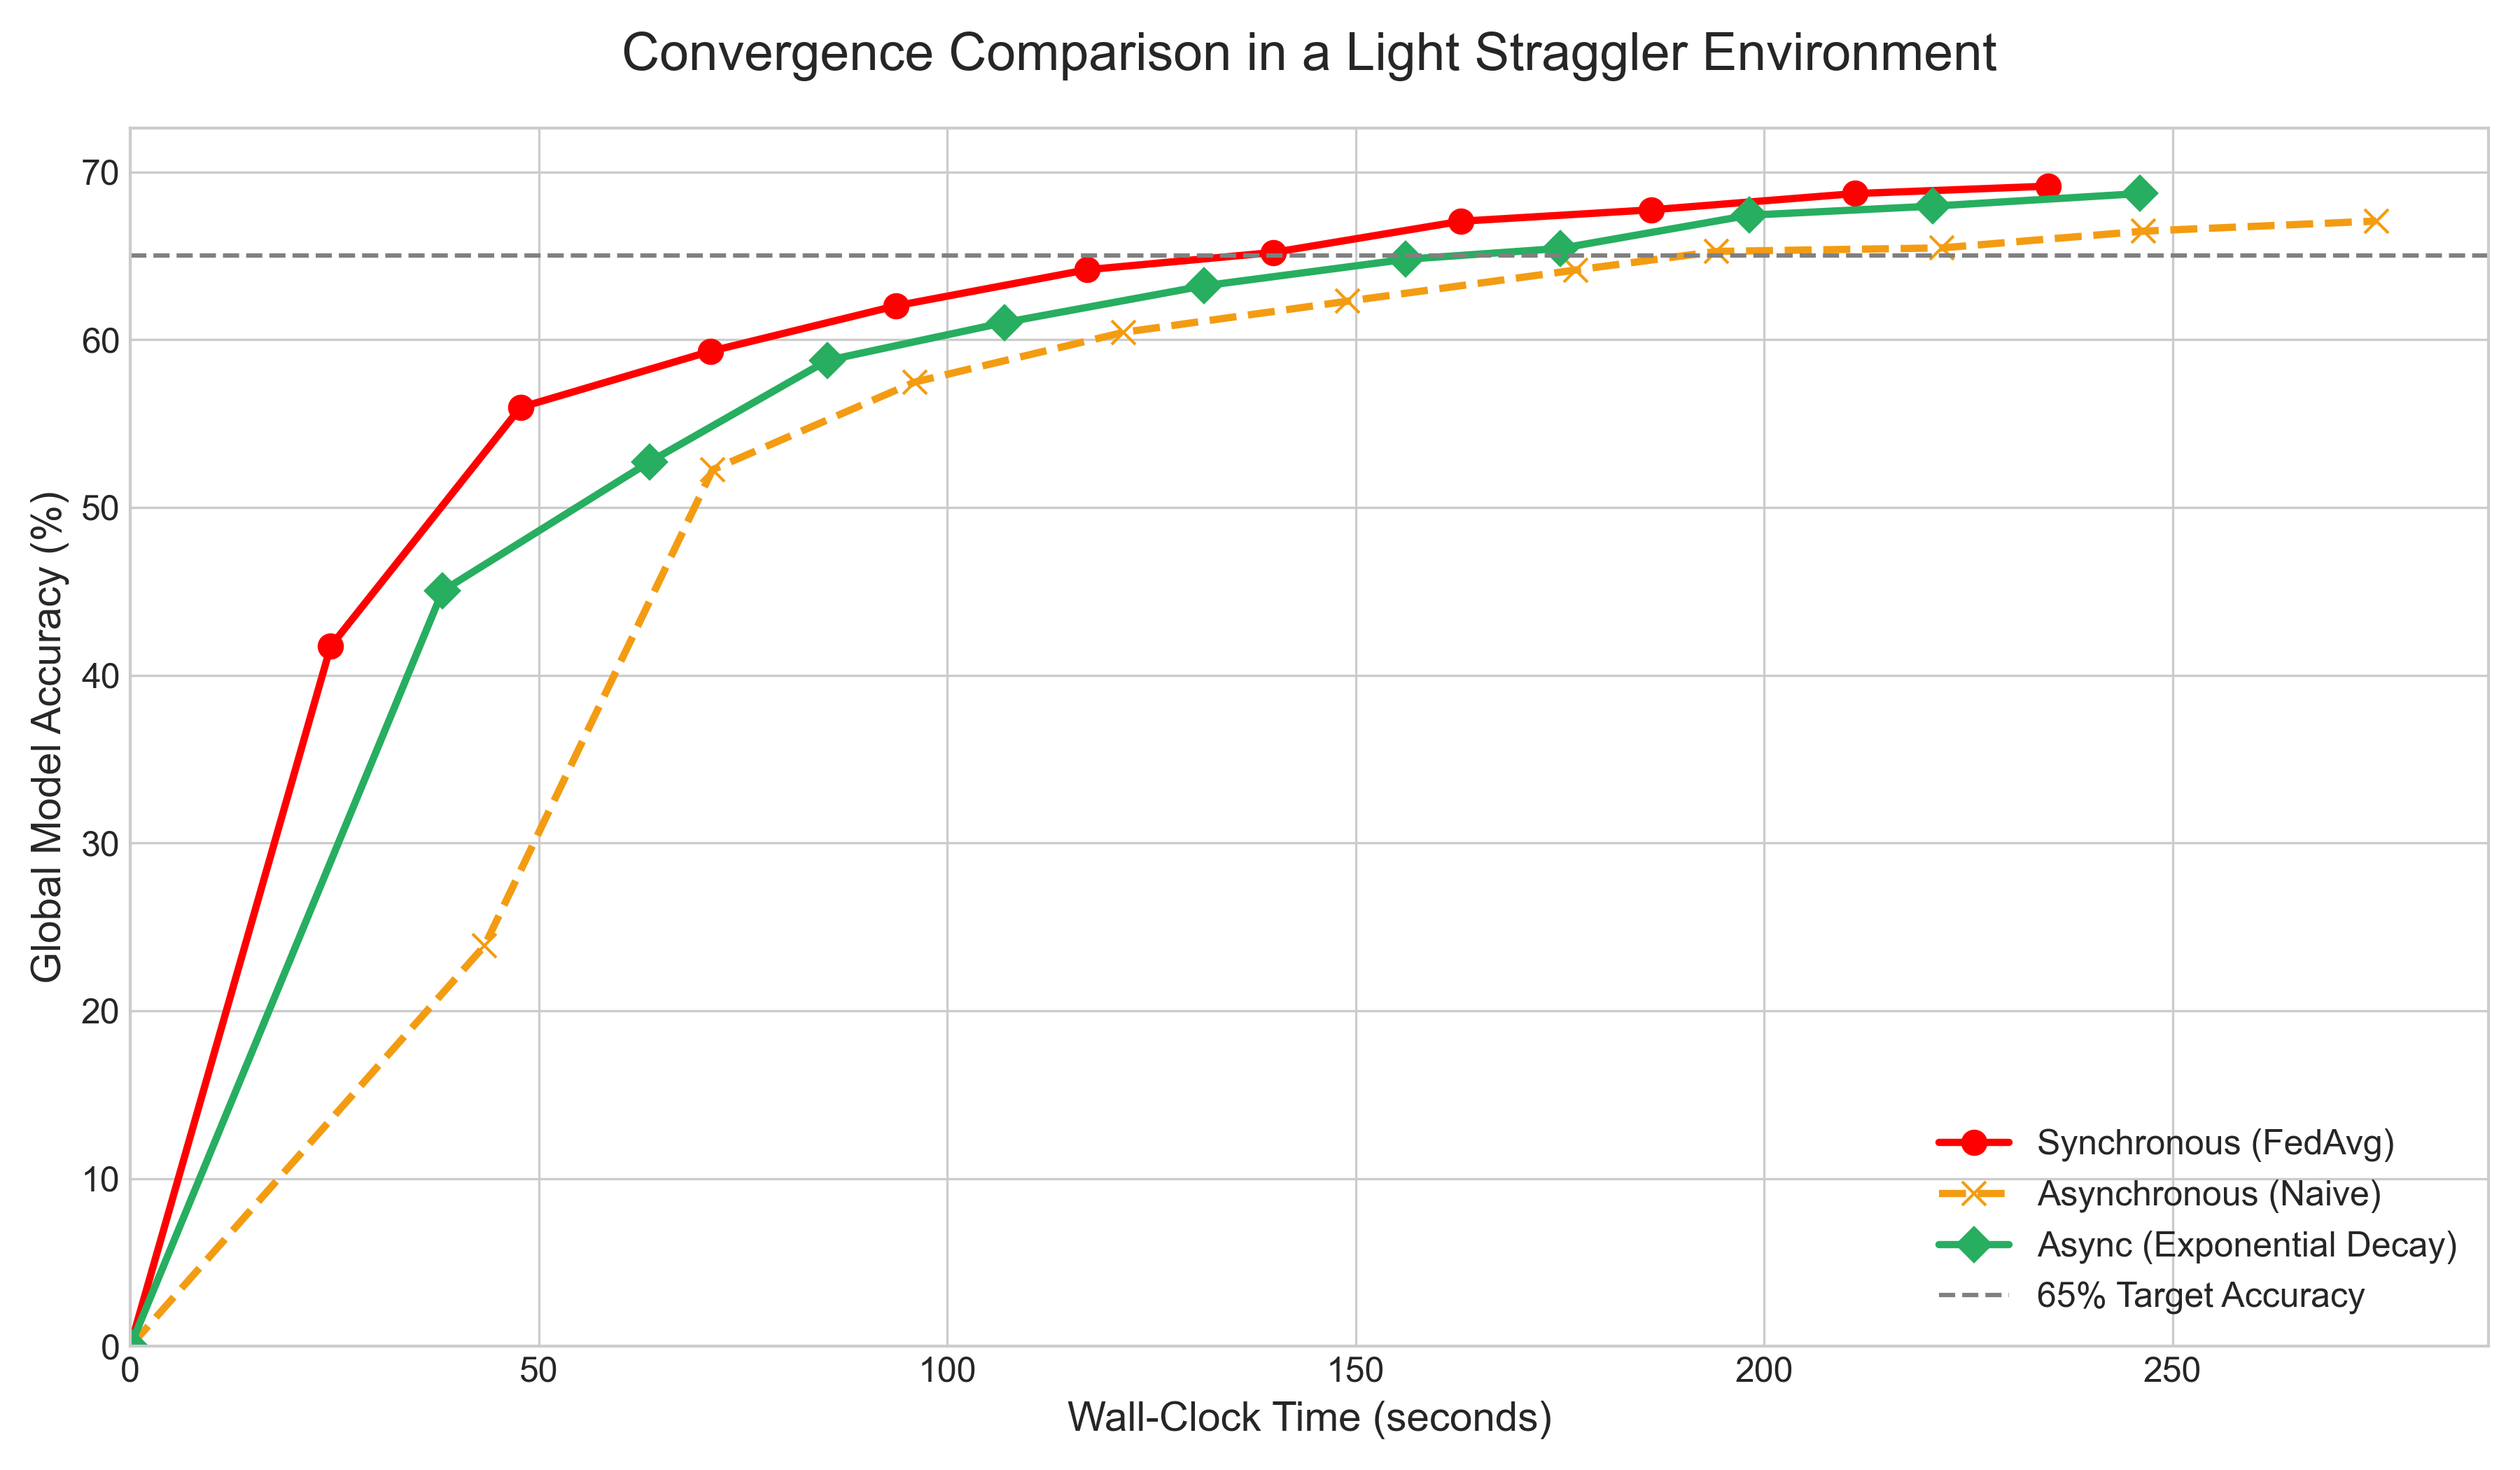 Convergence Comparison in a Light Straggler Environment
Global Model Accuracy (%)
70
60
50
40
30
20
10
0
0 50 100 150 200 250
Wall-Clock Time (seconds)
Synchronous (FedAvg)
Asynchronous (Naive)
Async (Exponential Decay)
65% Target Accuracy